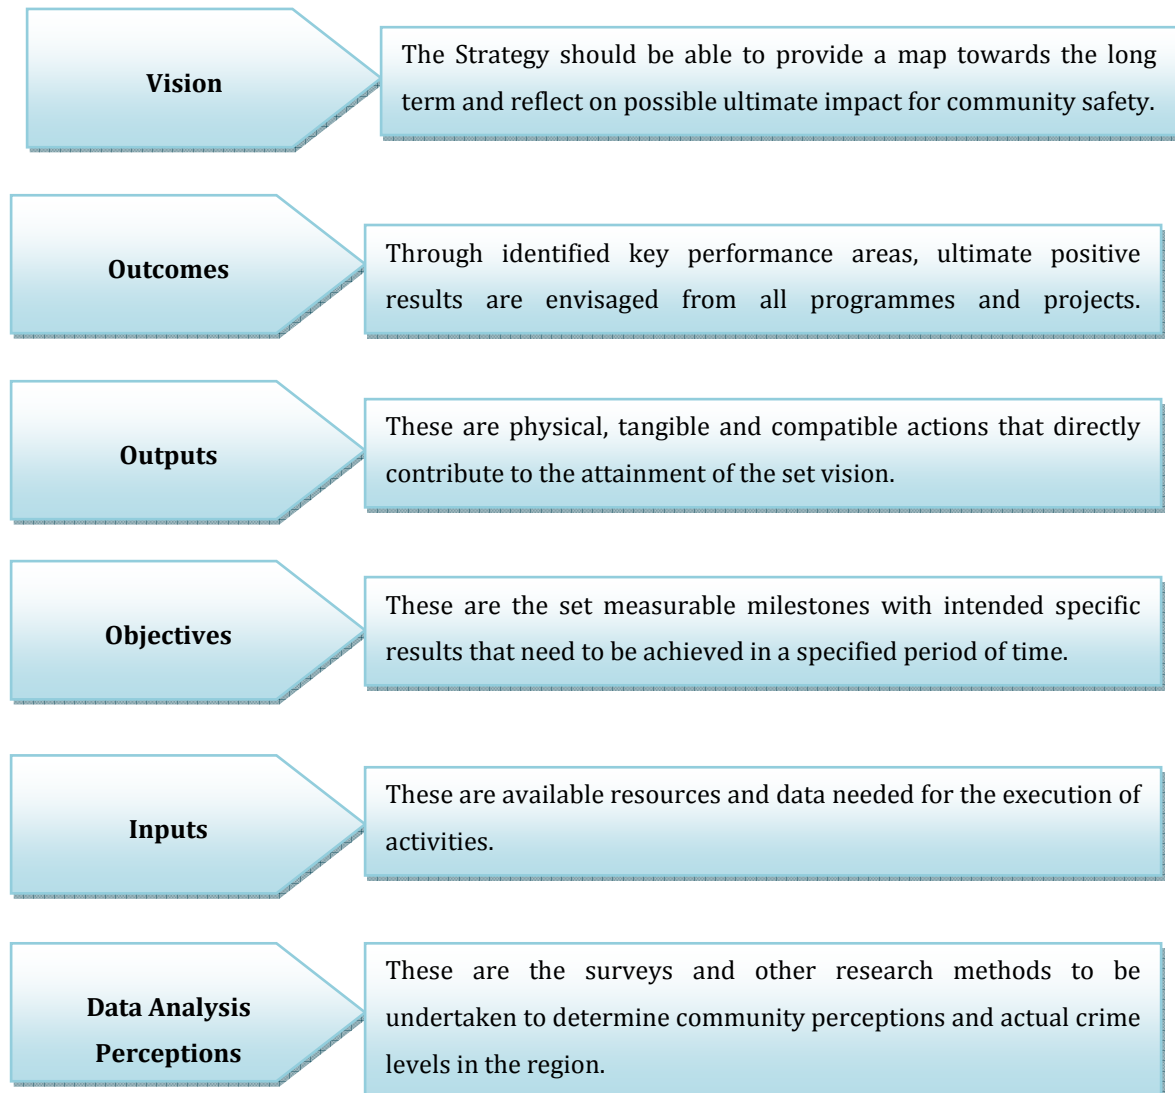 Vision
The Strategy should be able to provide a map towards the long
term and reflect on possible ultimate impact for community safety.
Outcomes
Through identified key performance areas, ultimate positive
results are envisaged from all programmes and projects.
Outputs
These are physical, tangible and compatible actions that directly
contribute to the attainment of the set vision.
Objectives
These are the set measurable milestones with intended specific
results that need to be achieved in a specified period of time.
Inputs
These are available resources and data needed for the execution of
activities.
Data Analysis
Perceptions
These are the surveys and other research methods to be
undertaken to determine community perceptions and actual crime
levels in the region.